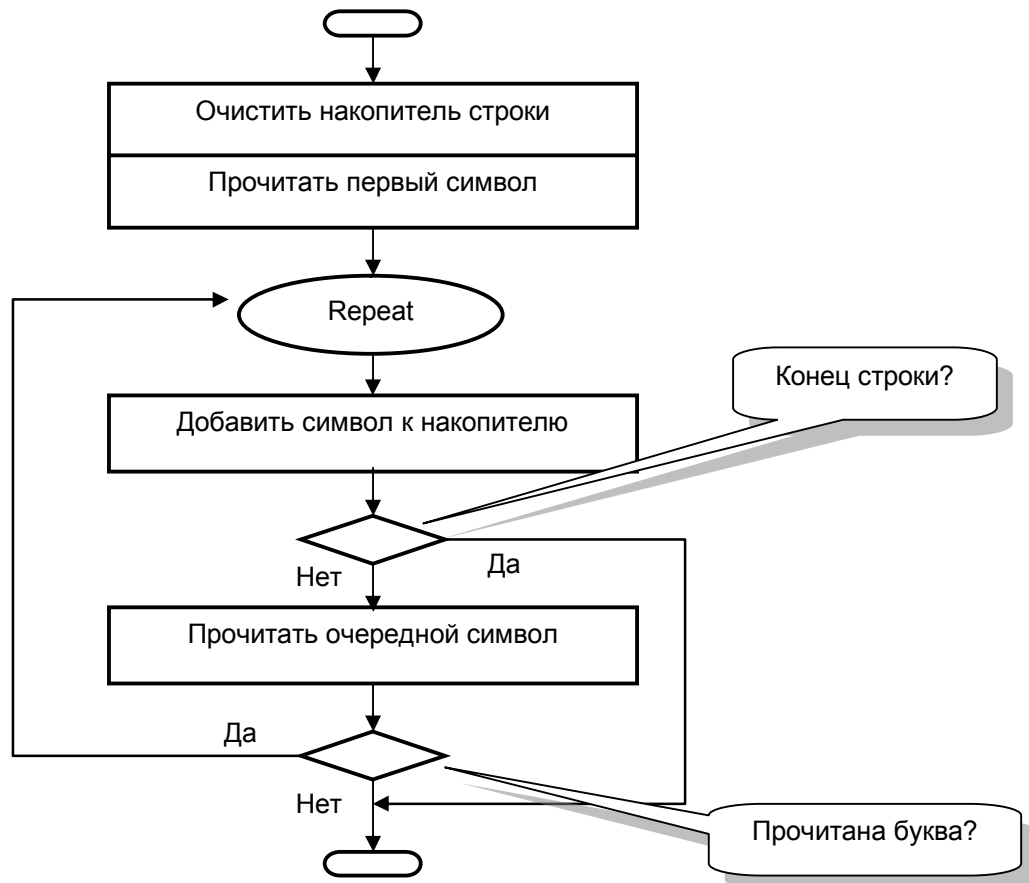 Очистить накопитель строки
Прочитать первый символ
Repeat
Конец строки?
Добавить символ к накопителю
Да
Нет
Прочитать очередной символ
Да
Нет
Прочитана буква?